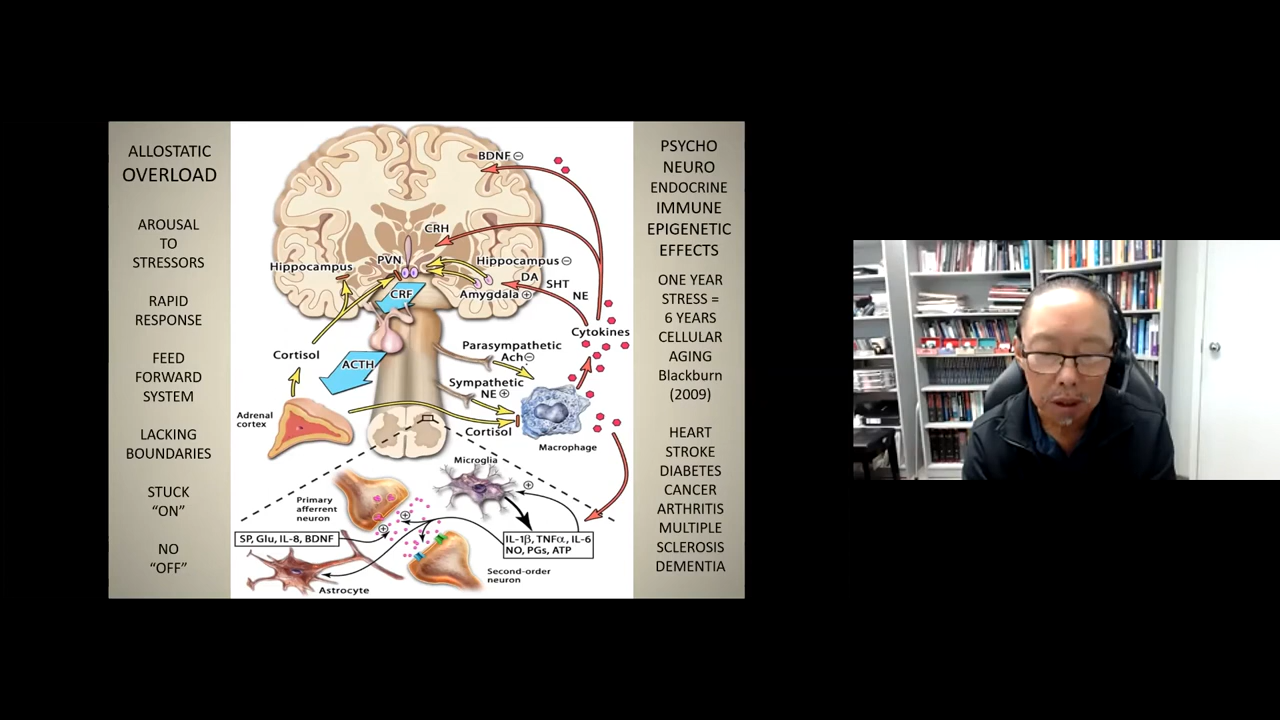 ALLOSTATIC
OVERLOAD
AROUSAL
TO
STRESSORS
RAPID
RESPONSE
FEED
FORWARD
SYSTEM
LACKING
BOUNDARIES
STUCK
“ON”
NO
“OFF”
BDNF⊖
CRH
PVN
Hippocampus
Hippocampus⊖
DA
5HT
NE
CRF
Amygdala⊕
Cytokines
Cortisol
ACTH
Parasympathetic
Ach⊖
Sympathetic
NE⊕
Adrenal
cortex
Cortisol
Macrophage
Microglia
⊕
Primary
afferent
neuron
⊕
⊕
SP, Glu, IL-8, BDNF
IL-1β, TNFα, IL-6
NO, PGs, ATP
Second-order
neuron
Astrocyte
PSYCHO
NEURO
ENDOCRINE
IMMUNE
EPIGENETIC
EFFECTS
ONE YEAR
STRESS =
6 YEARS
CELLULAR
AGING
Blackburn
(2009)
HEART
STROKE
DIABETES
CANCER
ARTHRITIS
MULTIPLE
SCLEROSIS
DEMENTIA